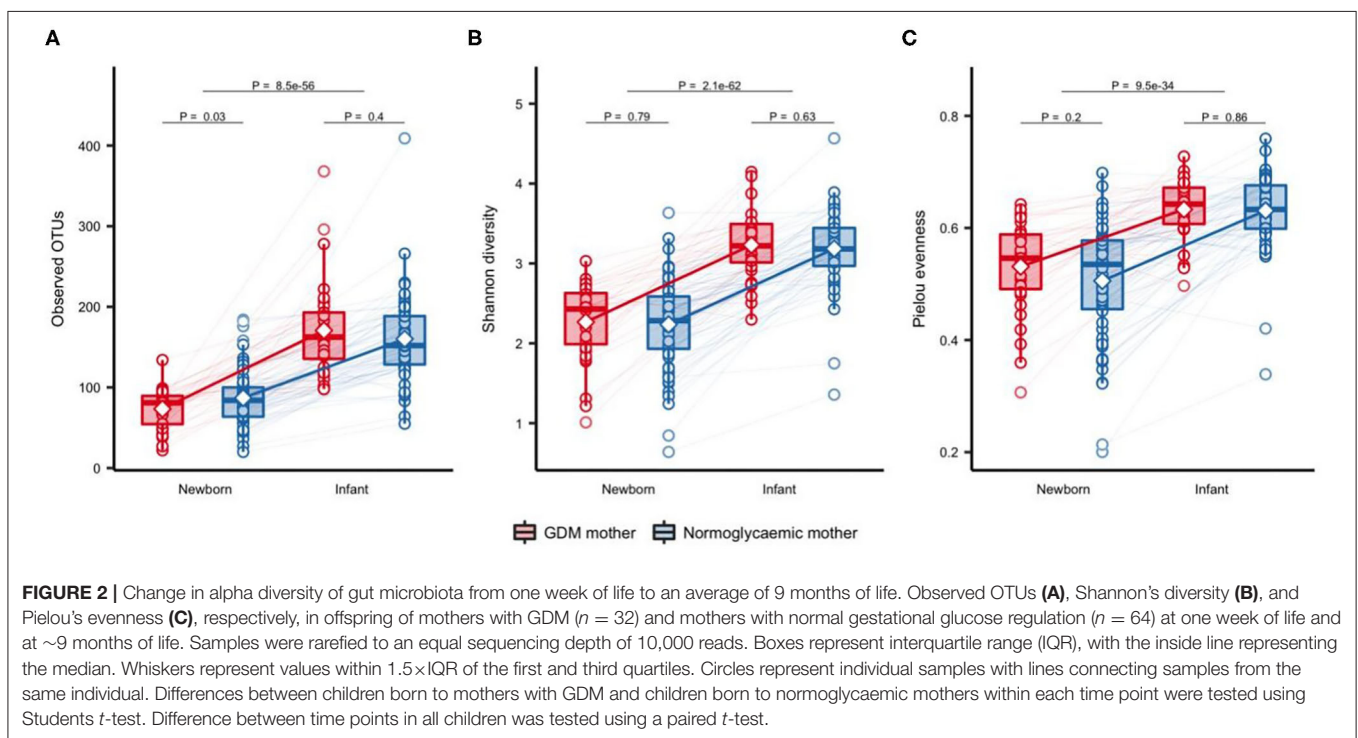 A
B
C
P = 8.5e-56
P = 0.03
P = 0.4
Observed OTUs
400
300
200
100
0
Newborn
Infant
P = 2.1e-62
P = 0.79
P = 0.63
Shannon diversity
5
4
3
2
1
Newborn
Infant
P = 9.5e-34
P = 0.2
P = 0.86
Pielou evenness
0.8
0.6
0.4
0.2
Newborn
Infant
GDM mother
Normoglycaemic mother
FIGURE 2 | Change in alpha diversity of gut microbiota from one week of life to an average of 9 months of life. Observed OTUs (A), Shannon's diversity (B), and
Pielou's evenness (C), respectively, in offspring of mothers with GDM (n = 32) and mothers with normal gestational glucose regulation (n = 64) at one week of life and
at ∼9 months of life. Samples were rarefied to an equal sequencing depth of 10,000 reads. Boxes represent interquartile range (IQR), with the inside line representing
the median. Whiskers represent values within 1.5×IQR of the first and third quartiles. Circles represent individual samples with lines connecting samples from the
same individual. Differences between children born to mothers with GDM and children born to normoglycaemic mothers within each time point were tested using
Students t-test. Difference between time points in all children was tested using a paired t-test.